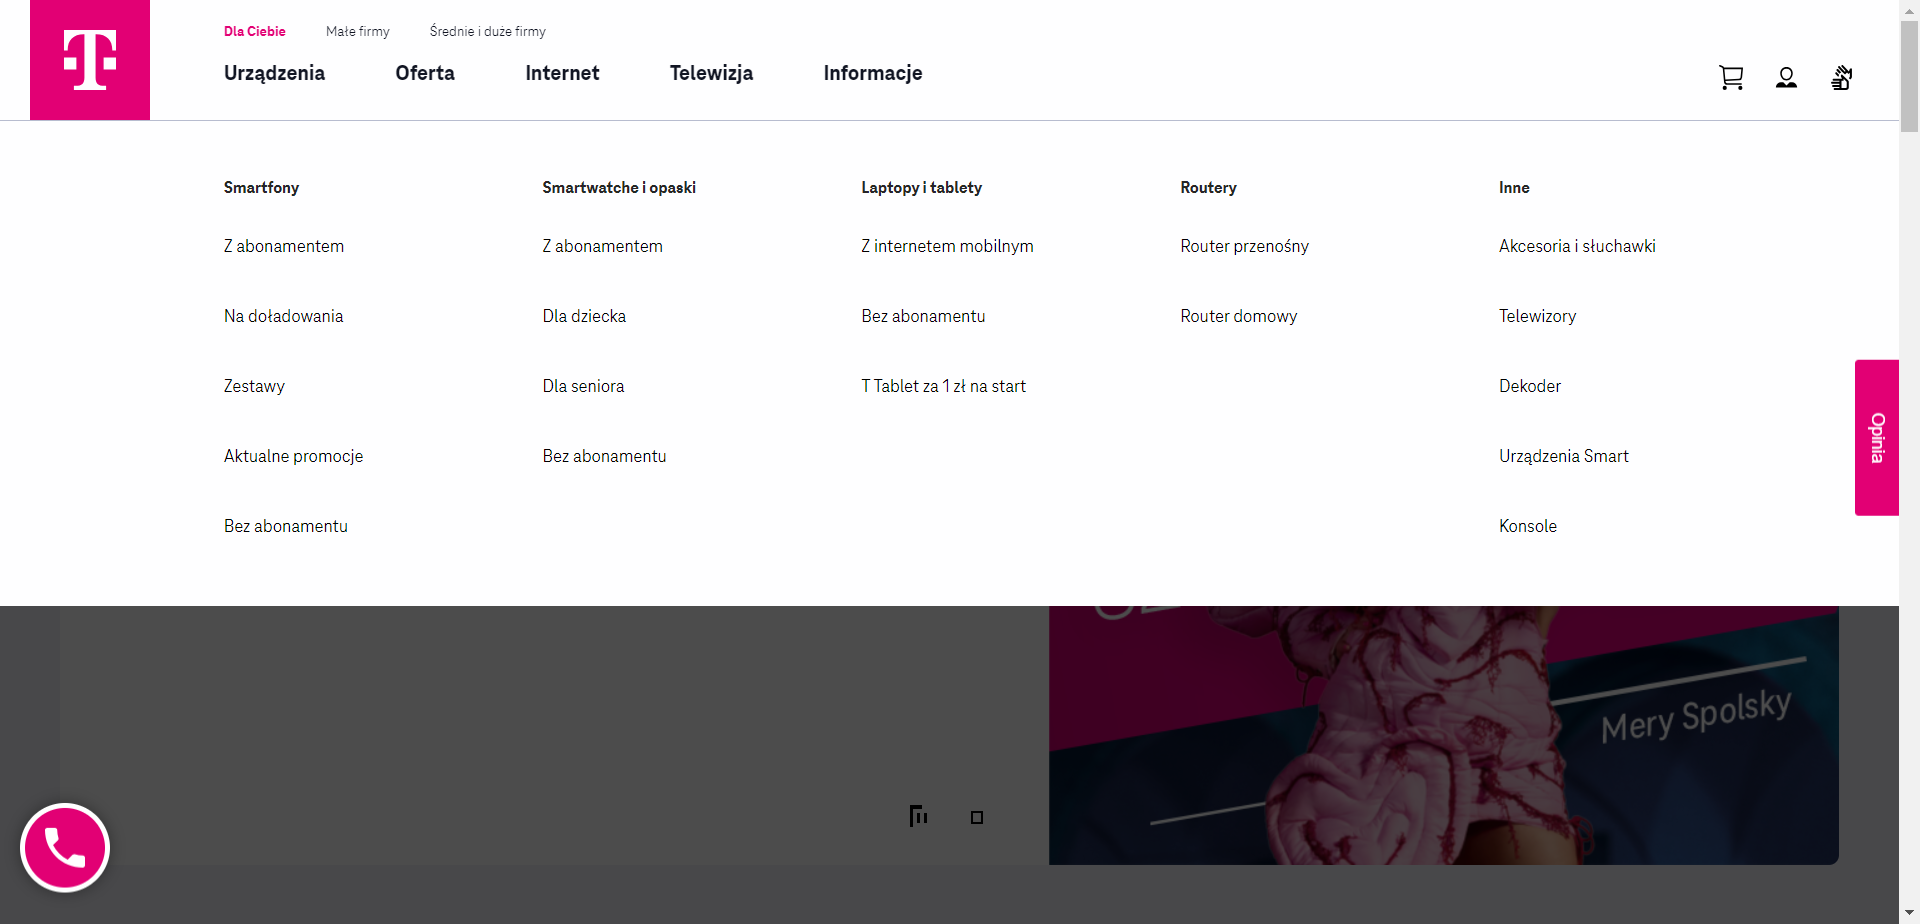 Dla Ciebie Małe firmy Średnie i duże firmy
Urządzenia Oferta Internet Telewizja Informacje
Smartfony
Z abonamentem
Na doładowania
Zestawy
Aktualne promocje
Bez abonamentu
Smartwatche i opaski
Z abonamentem
Dla dziecka
Dla seniora
Bez abonamentu
Laptopy i tablety
Z internetem mobilnym
Bez abonamentu
T Tablet za 1 zł na start
Routery
Router przenośny
Router domowy
Inne
Akcesoria i słuchawki
Telewizory
Dekoder
Urządzenia Smart
Konsole
Opinia
Mery Spolsky